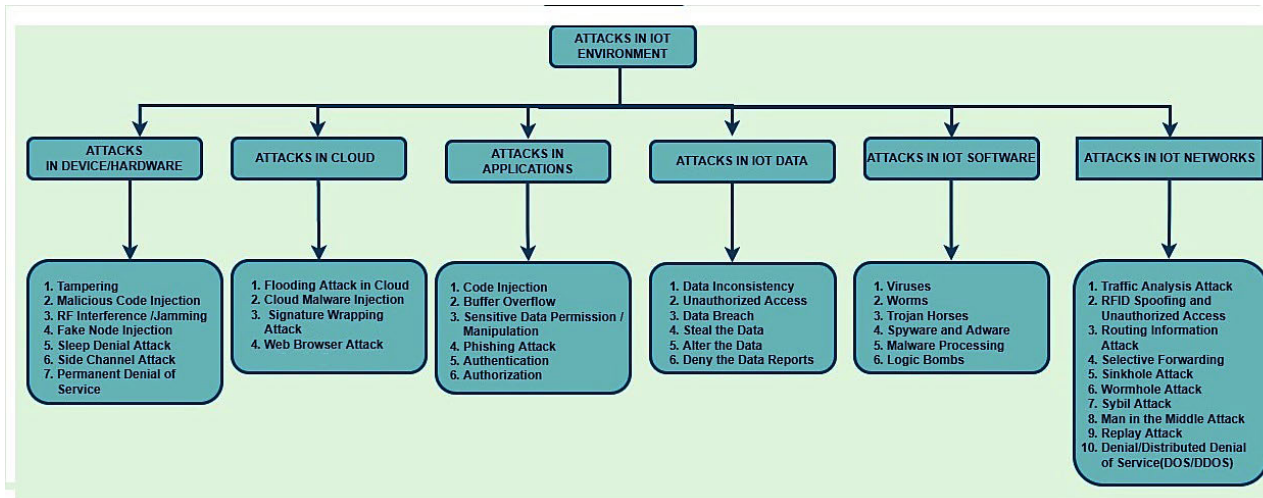 ATTACKS IN IOT
ENVIRONMENT
ATTACKS
IN DEVICE/HARDWARE
ATTACKS IN CLOUD
ATTACKS IN
APPLICATIONS
ATTACKS IN IOT DATA
ATTACKS IN IOT SOFTWARE
ATTACKS IN IOT NETWORKS
1. Tampering
2. Malicious Code Injection
3. RF Interference /Jamming
4. Fake Node Injection
5. Sleep Denial Attack
6. Side Channel Attack
7. Permanent Denial of
Service
1. Flooding Attack in Cloud
2. Cloud Malware Injection
3. Signature Wrapping
Attack
4. Web Browser Attack
1. Code Injection
2. Buffer Overflow
3. Sensitive Data Permission /
Manipulation
4. Phishing Attack
5. Authentication
6. Authorization
1. Data Inconsistency
2. Unauthorized Access
3. Data Breach
4. Steal the Data
5. Alter the Data
6. Deny the Data Reports
1. Viruses
2. Worms
3. Trojan Horses
4. Spyware and Adware
5. Malware Processing
6. Logic Bombs
1. Traffic Analysis Attack
2. RFID Spoofing and
Unauthorized Access
3. Routing Information
Attack
4. Selective Forwarding
5. Sinkhole Attack
6. Wormhole Attack
7. Sybil Attack
8. Man in the Middle Attack
9. Replay Attack
10. Denial/Distributed Denial
of Service(DOS/DDOS)